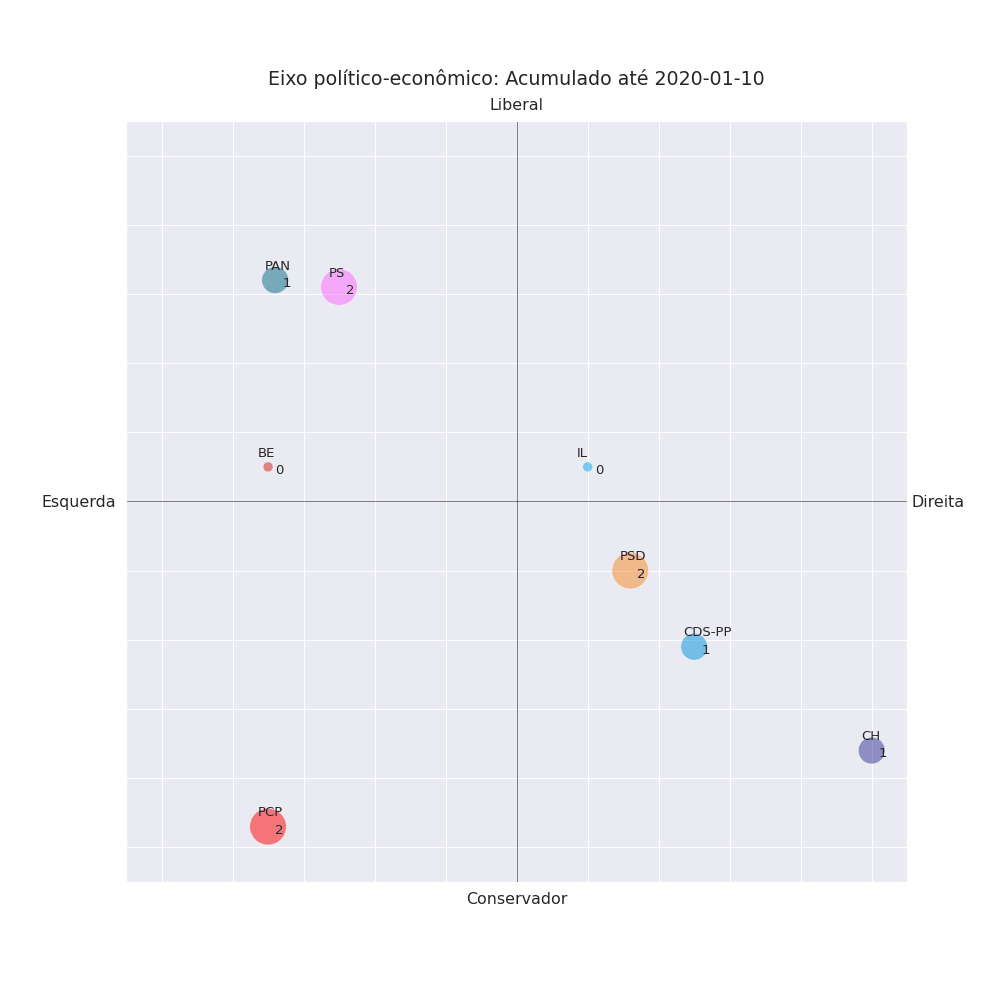 Eixo político-econômico: Acumulado até 2020-01-10
Liberal
PAN
1
PS
2
BE
0
IL
0
Esquerda
Direita
PSD
2
CDS-PP
1
CH
1
PCP
2
Conservador